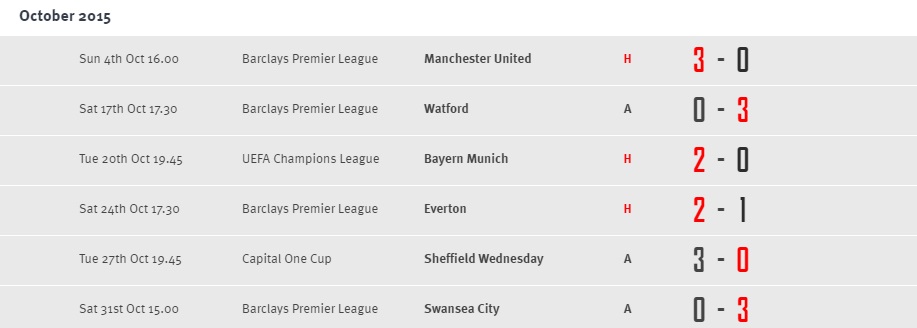 October 2015
Sun 4th Oct 16.00 Barclays Premier League Manchester United H 3 - 0
Sat 17th Oct 17.30 Barclays Premier League Watford A 0 - 3
Tue 20th Oct 19.45 UEFA Champions League Bayern Munich H 2 - 0
Sat 24th Oct 17.30 Barclays Premier League Everton H 2 - 1
Tue 27th Oct 19.45 Capital One Cup Sheffield Wednesday A 3 - 0
Sat 31st Oct 15.00 Barclays Premier League Swansea City A 0 - 3